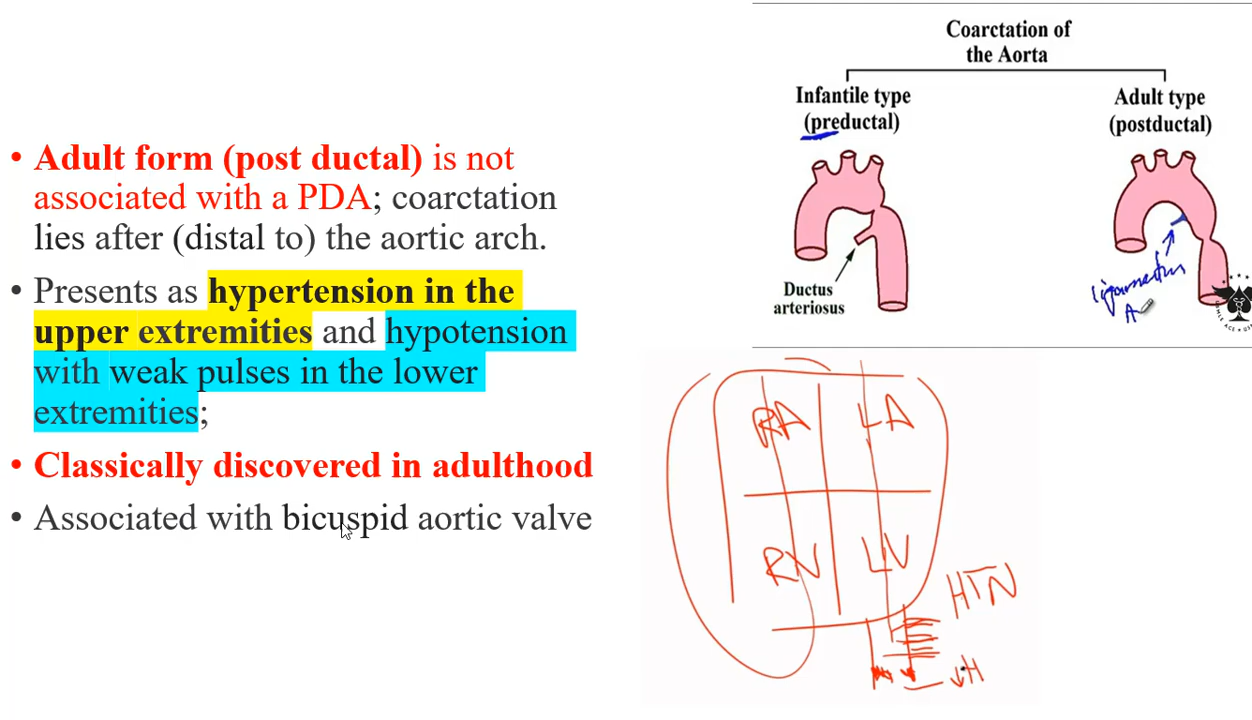 Coarctation of
the Aorta
Infantile type
(preductal)
Adult type
(postductal)
Ductus
arteriosus
A
• Adult form (post ductal) is not
associated with a PDA; coarctation
lies after (distal to) the aortic arch.
• Presents as hypertension in the
upper extremities and hypotension
with weak pulses in the lower
extremities;
• Classically discovered in adulthood
• Associated with bicuspid aortic valve
RA LA
RV LV
HTN
↓H